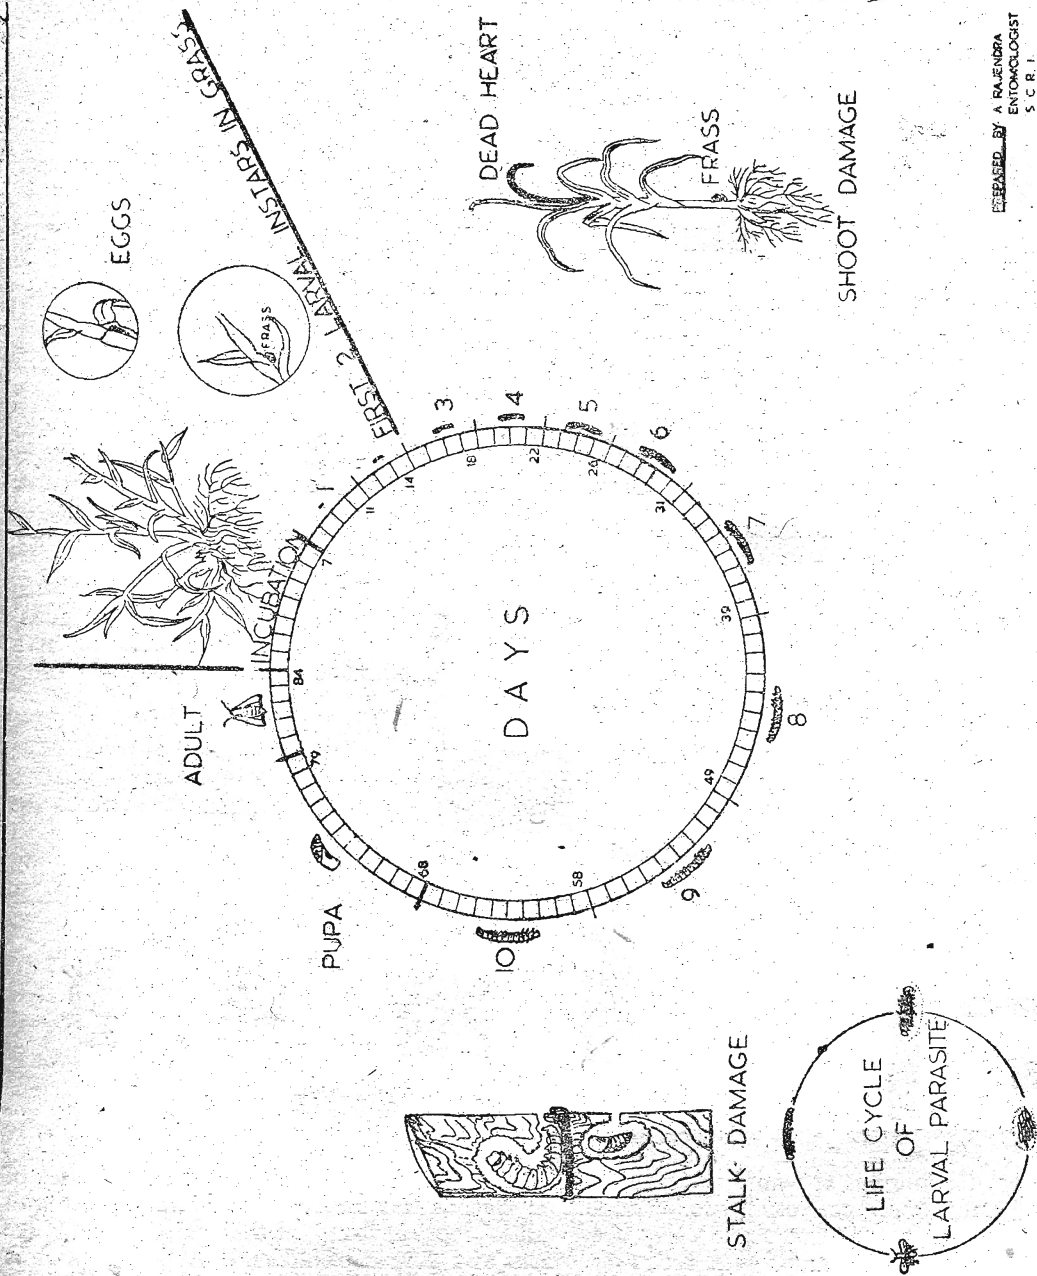 ADULT
EGGS
FRASS
INCUBATION
FIRST 2 LARVAL INSTARS IN GRASS
PUPA
DAYS
84
7
11
14
18
22
26
31
39
49
58
68
79
1
3
4
5
6
7
8
9
10
DEAD HEART
FRASS
SHOOT DAMAGE
STALK DAMAGE
LIFE CYCLE
OF
LARVAL PARASITE
PREPARED BY A RAJENDRA
ENTOMOLOGIST
S C R I